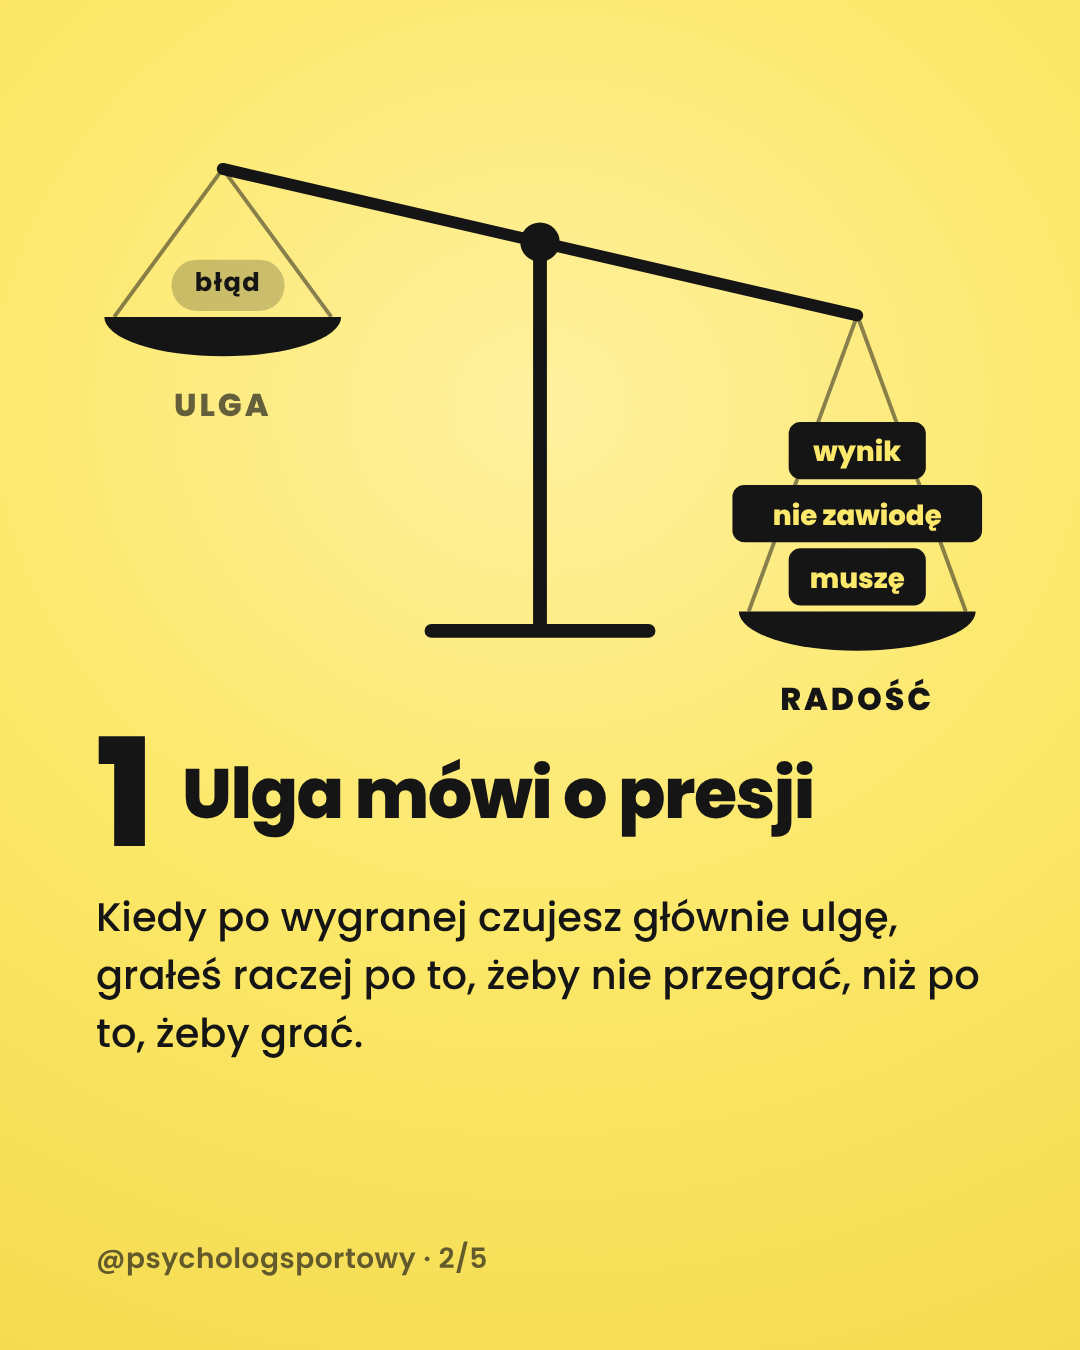 błąd
ULGA
wynik
nie zawiodę
muszę
RADOŚĆ
1 Ulga mówi o presji
Kiedy po wygranej czujesz głównie ulgę,
grałeś raczej po to, żeby nie przegrać, niż po
to, żeby grać.
@psychologsportowy · 2/5